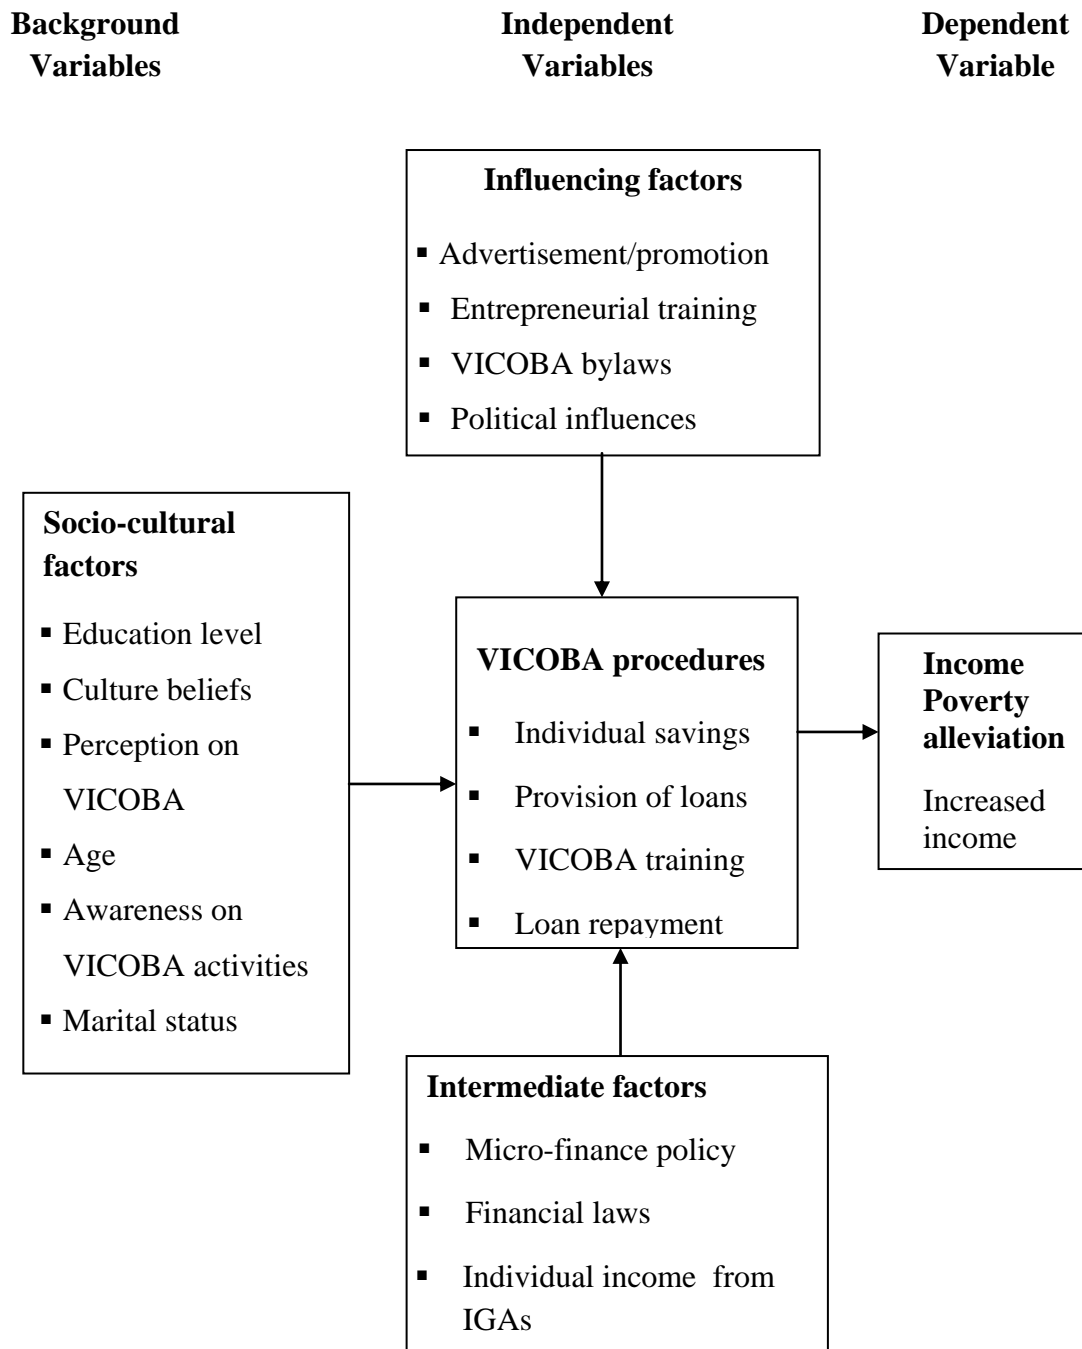 Background
Variables
Independent
Variables
Dependent
Variable
Influencing factors
▪ Advertisement/promotion
▪ Entrepreneurial training
▪ VICOBA bylaws
▪ Political influences
Socio-cultural
factors
▪ Education level
▪ Culture beliefs
▪ Perception on
VICOBA
▪ Age
▪ Awareness on
VICOBA activities
▪ Marital status
VICOBA procedures
▪ Individual savings
▪ Provision of loans
▪ VICOBA training
▪ Loan repayment
Income
Poverty
alleviation
Increased
income
Intermediate factors
▪ Micro-finance policy
▪ Financial laws
▪ Individual income from
IGAs